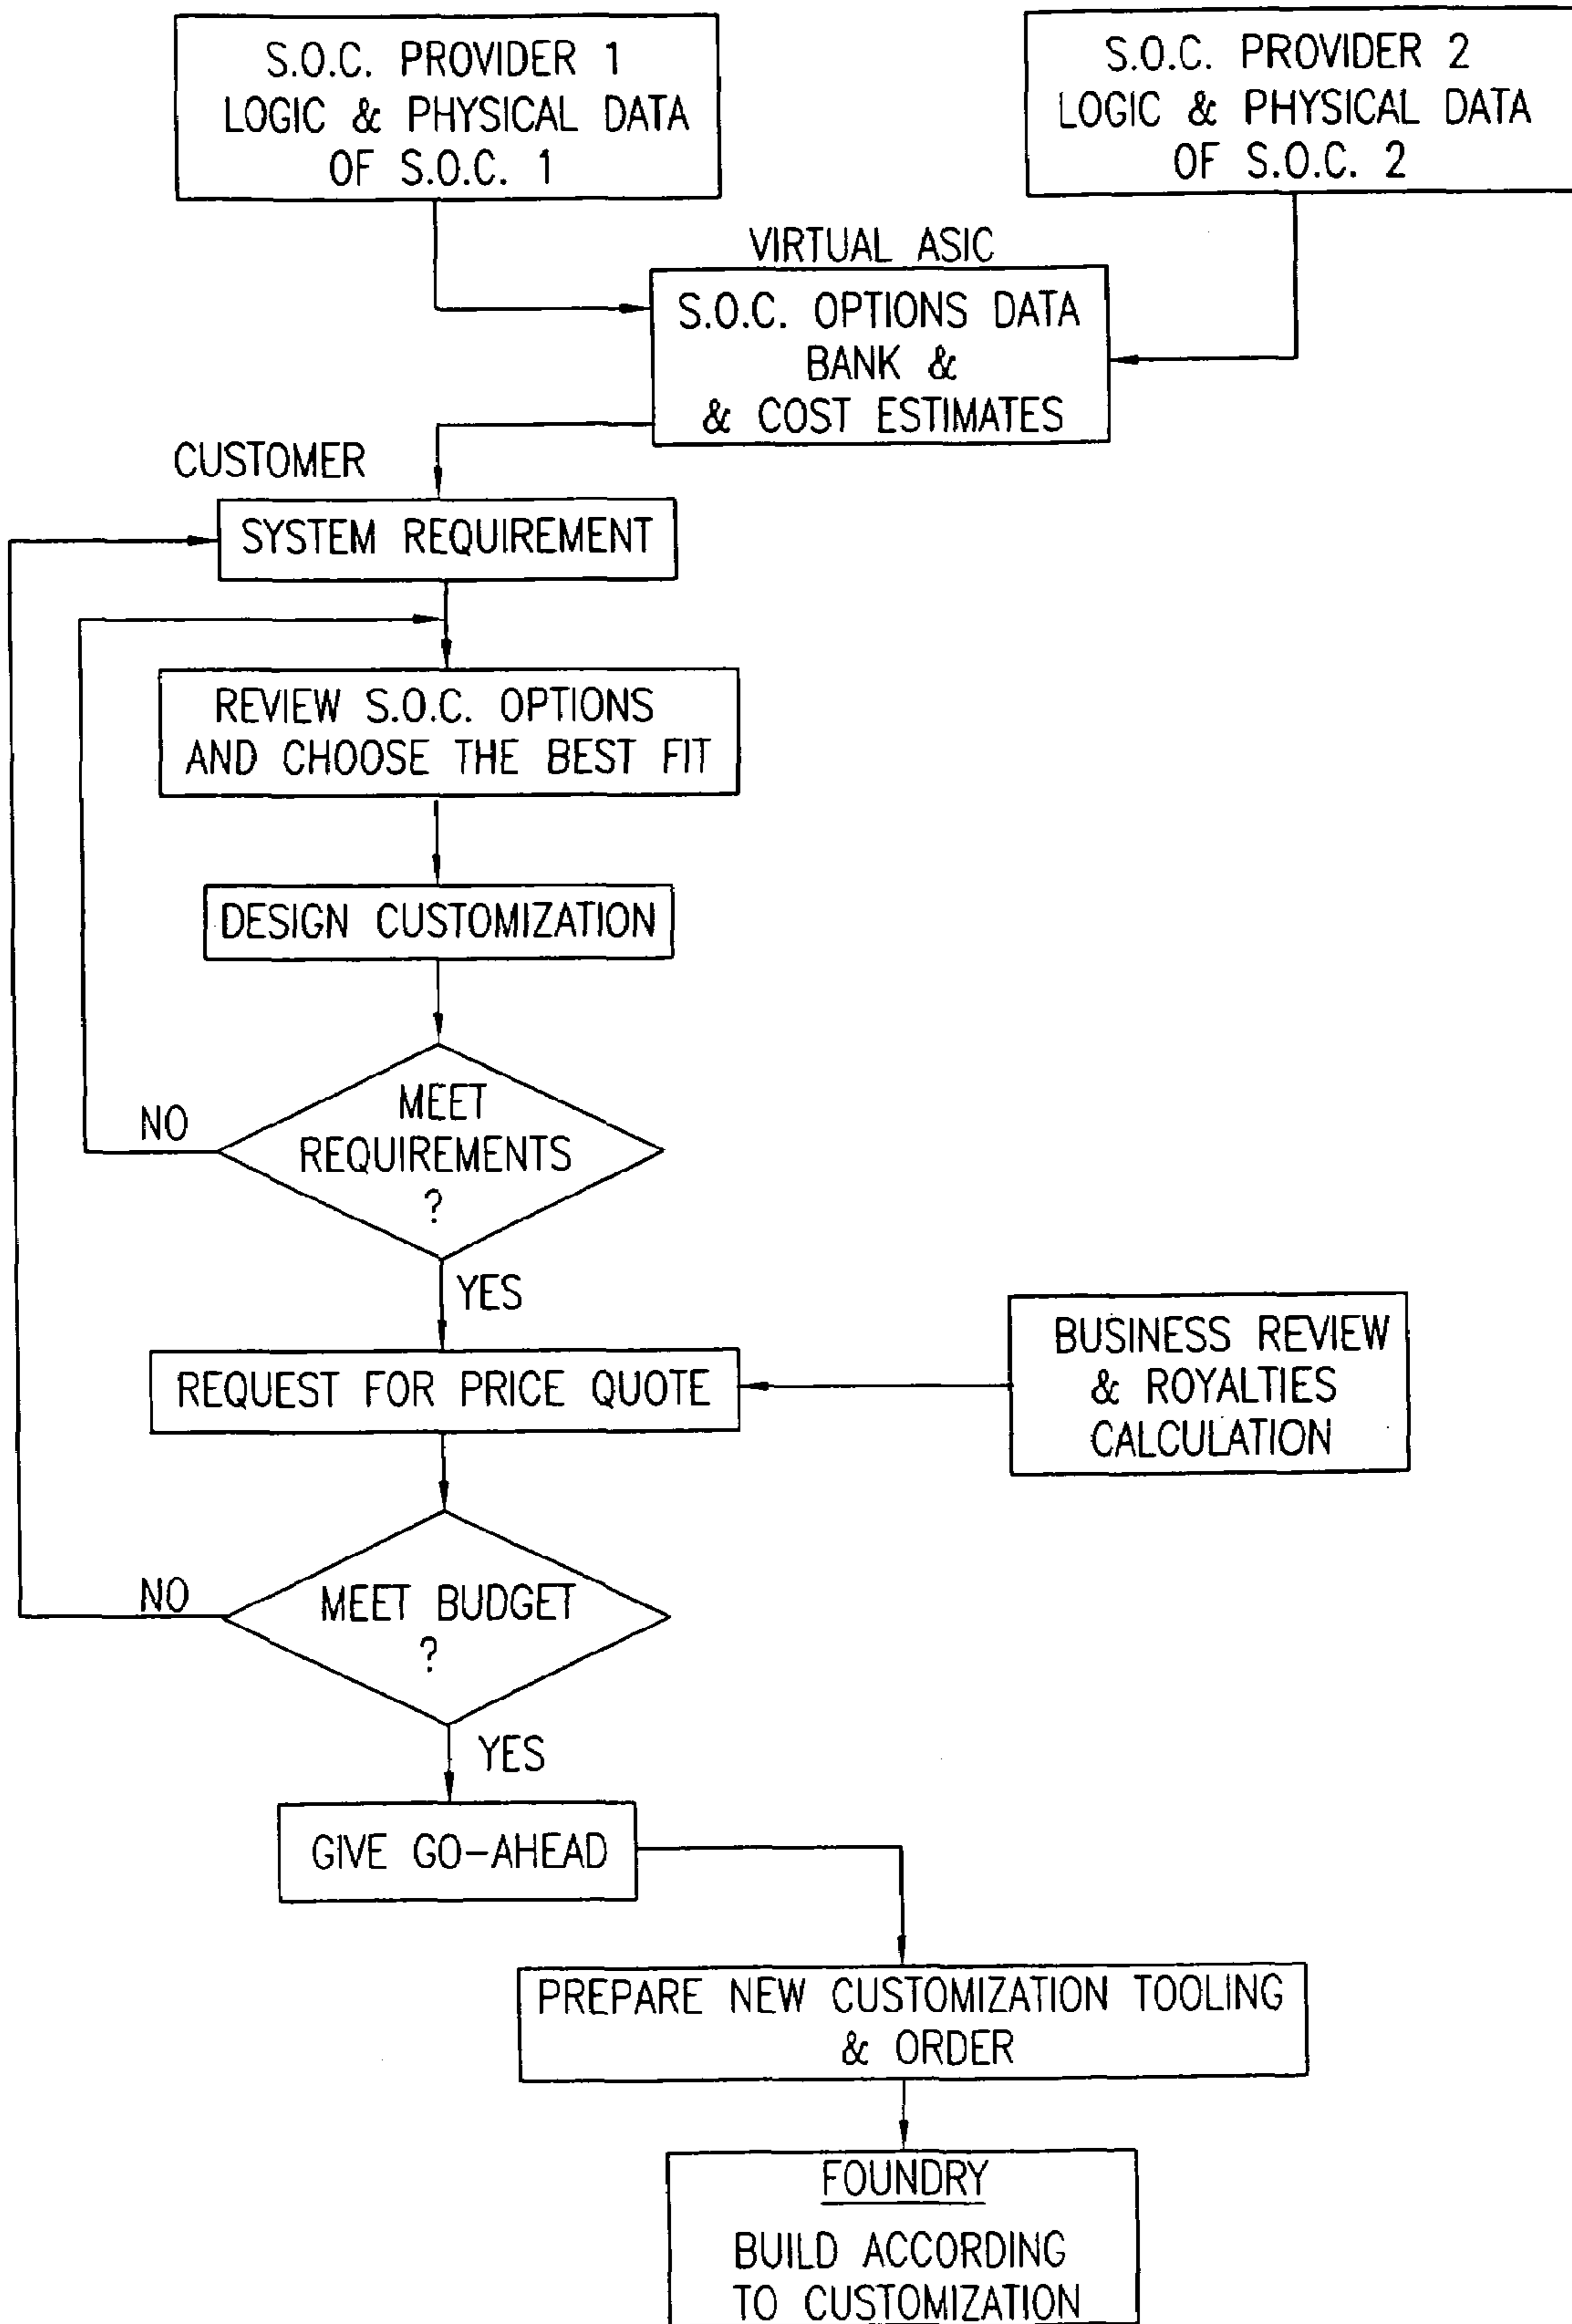 S.O.C. PROVIDER 1
LOGIC & PHYSICAL DATA
OF S.O.C. 1
S.O.C. PROVIDER 2
LOGIC & PHYSICAL DATA
OF S.O.C. 2
VIRTUAL ASIC
S.O.C. OPTIONS DATA
BANK &
& COST ESTIMATES
CUSTOMER
SYSTEM REQUIREMENT
REVIEW S.O.C. OPTIONS
AND CHOOSE THE BEST FIT
DESIGN CUSTOMIZATION
MEET
REQUIREMENTS
?
NO
YES
REQUEST FOR PRICE QUOTE
BUSINESS REVIEW
& ROYALTIES
CALCULATION
MEET BUDGET
?
NO
YES
GIVE GO-AHEAD
PREPARE NEW CUSTOMIZATION TOOLING
& ORDER
FOUNDRY
BUILD ACCORDING
TO CUSTOMIZATION